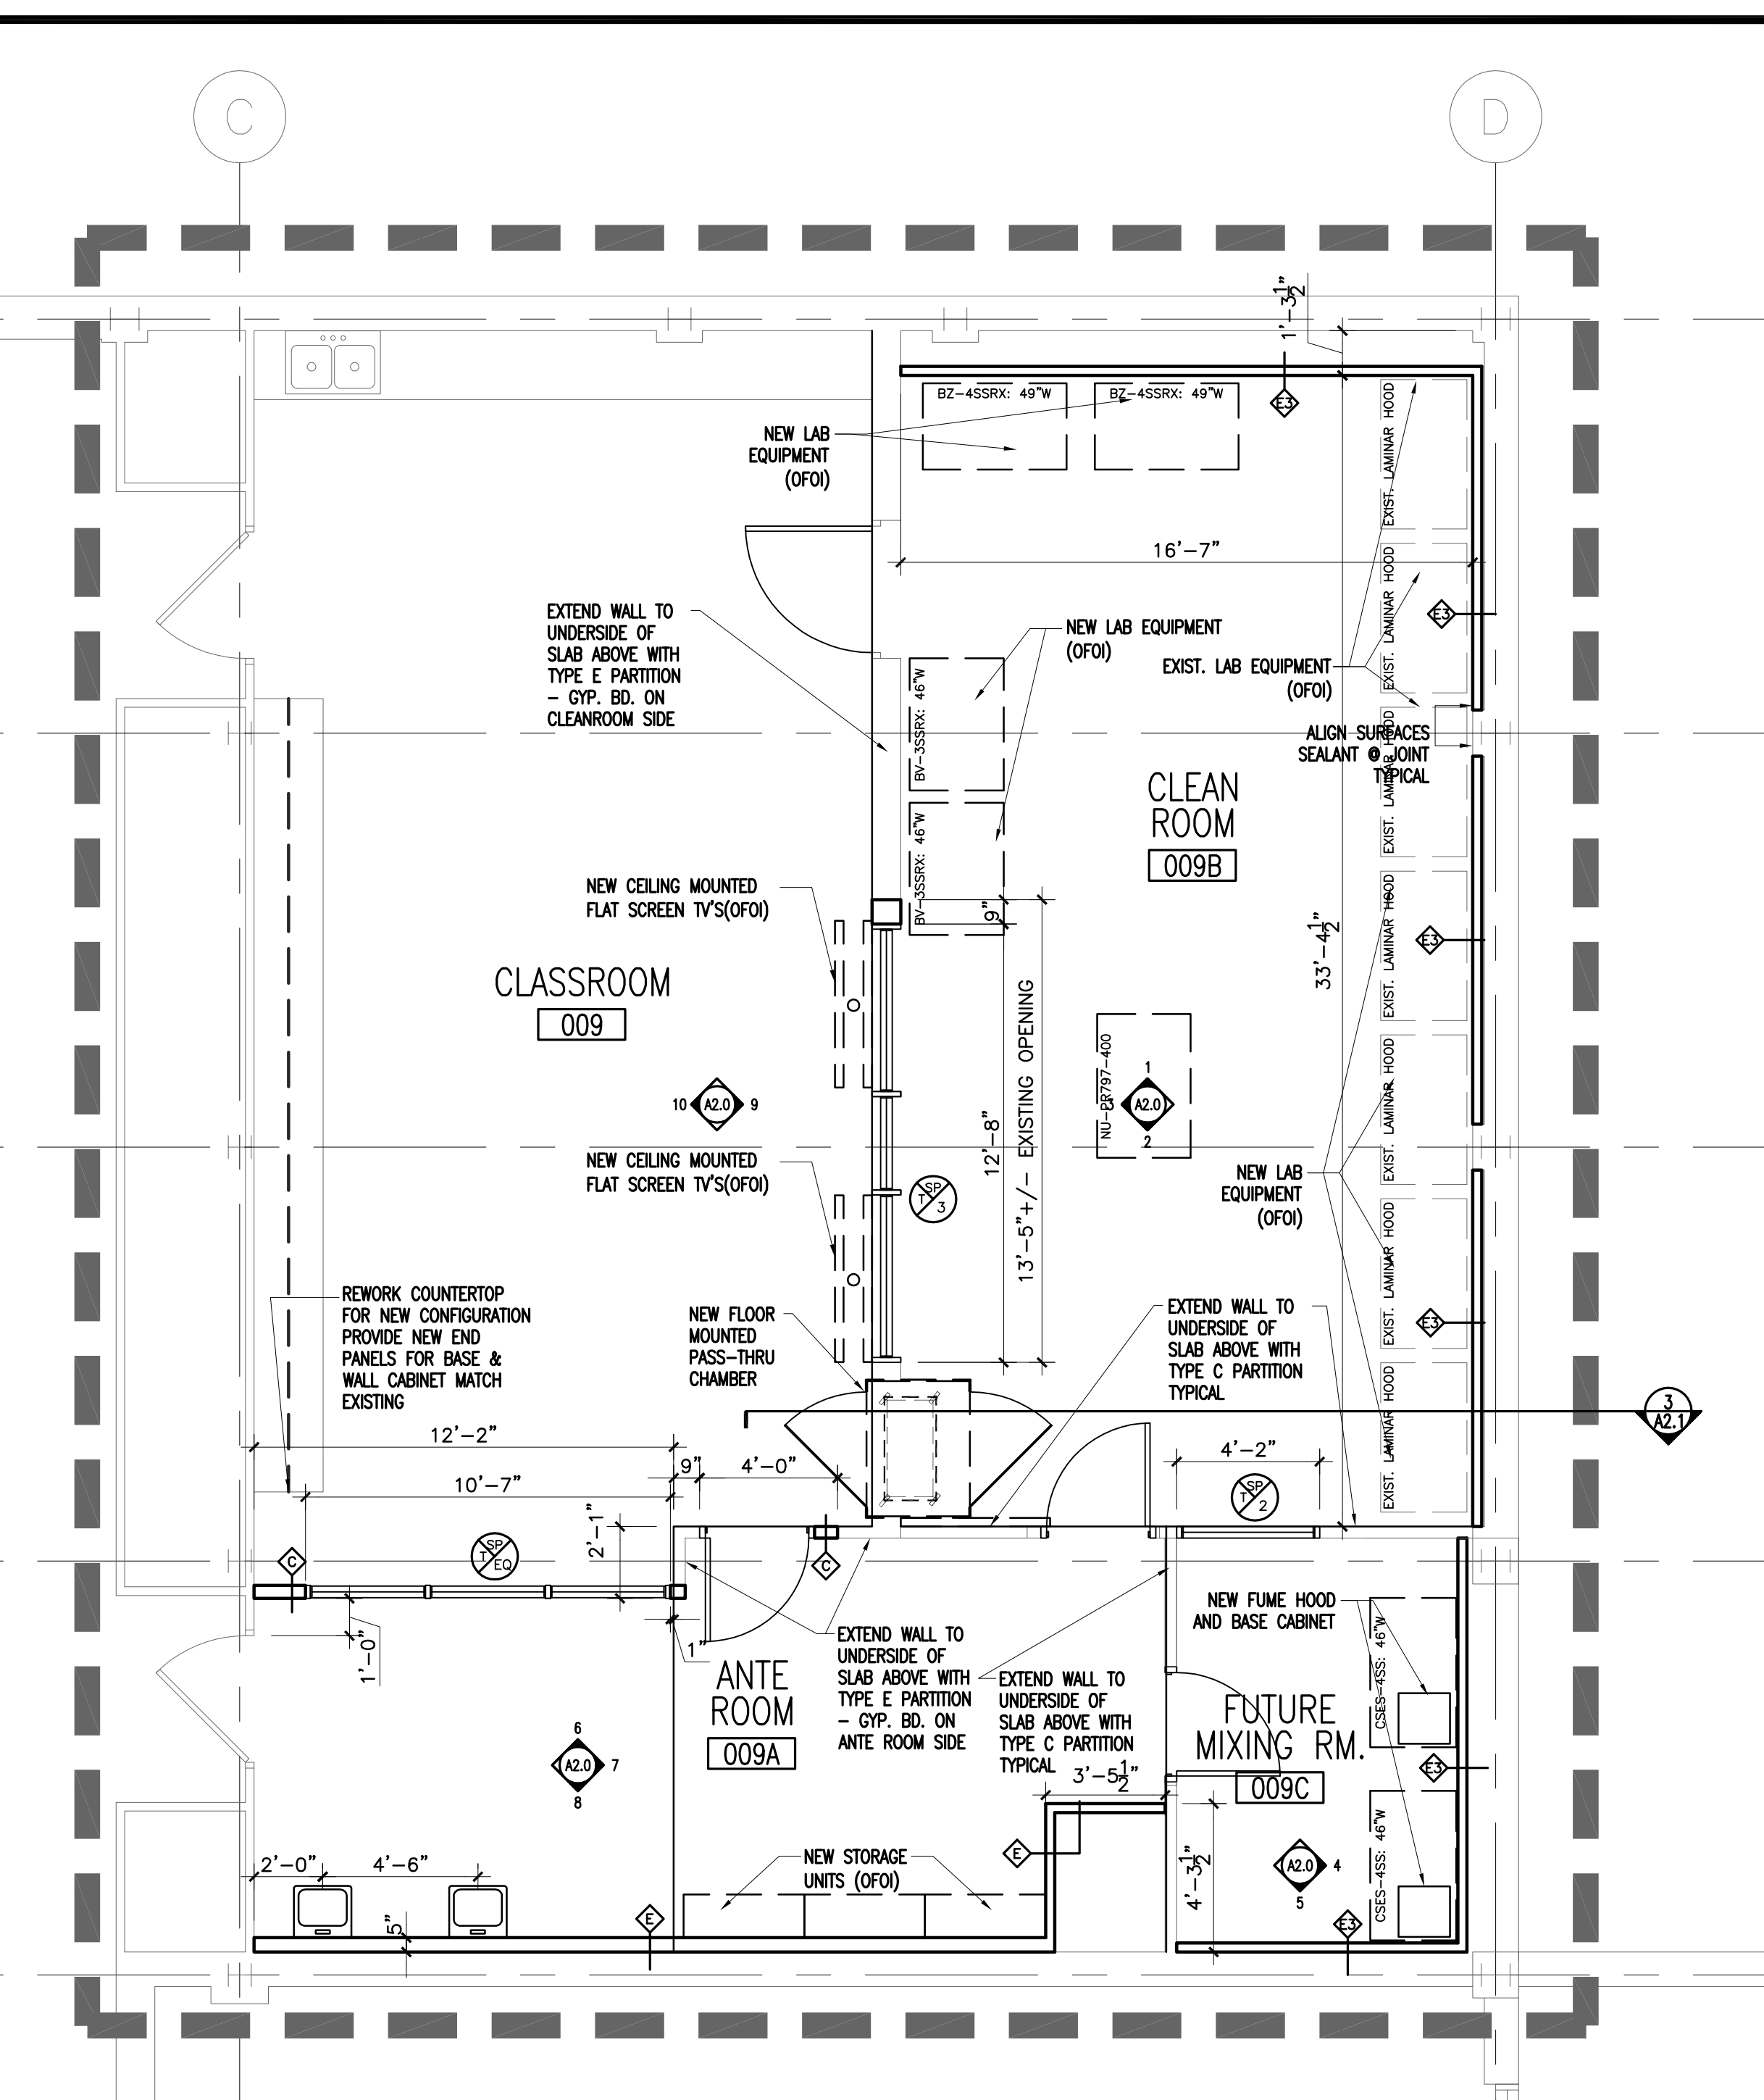 C
D
1'-3 1/2"
BZ-4SSRX: 49"W
BZ-4SSRX: 49"W
E3
NEW LAB
EQUIPMENT
(OFOI)
EXIST. LAMINAR HOOD
16'-7"
EXIST. LAMINAR HOOD
E3
EXTEND WALL TO
UNDERSIDE OF
SLAB ABOVE WITH
TYPE E PARTITION
- GYP. BD. ON
CLEANROOM SIDE
NEW LAB EQUIPMENT
(OFOI)
EXIST. LAB EQUIPMENT
(OFOI)
BV-3SSRX: 46"W
ALIGN SURFACES
SEALANT @ JOINT
TYPICAL
EXIST. LAMINAR HOOD
CLEAN
ROOM
009B
BV-3SSRX: 46"W
NEW CEILING MOUNTED
FLAT SCREEN TV'S(OFOI)
9"
EXIST. LAMINAR HOOD
33'-4 1/2"
E3
CLASSROOM
009
13'-5"+/- EXISTING OPENING
12'-8"
NU-PR797-400
1
3
A2.0
2
10
A2.0
9
EXIST. LAMINAR HOOD
NEW CEILING MOUNTED
FLAT SCREEN TV'S(OFOI)
SP
T
3
NEW LAB
EQUIPMENT
(OFOI)
EXIST. LAMINAR HOOD
E3
REWORK COUNTERTOP
FOR NEW CONFIGURATION
PROVIDE NEW END
PANELS FOR BASE &
WALL CABINET MATCH
EXISTING
NEW FLOOR
MOUNTED
PASS-THRU
CHAMBER
EXTEND WALL TO
UNDERSIDE OF
SLAB ABOVE WITH
TYPE C PARTITION
TYPICAL
EXIST. LAMINAR HOOD
3
A2.1
12'-2"
9"
4'-0"
4'-2"
10'-7"
SP
T
2
2'-1"
SP
T
EQ
C
C
1'-0"
1"
NEW FUME HOOD
AND BASE CABINET
CSES-4SS: 46"W
EXTEND WALL TO
UNDERSIDE OF
SLAB ABOVE WITH
TYPE E PARTITION
- GYP. BD. ON
ANTE ROOM SIDE
EXTEND WALL TO
UNDERSIDE OF
SLAB ABOVE WITH
TYPE C PARTITION
TYPICAL
ANTE
ROOM
009A
FUTURE
MIXING RM.
009C
6
A2.0
7
8
E3
3'-5 1/2"
4'-3 1/2"
CSES-4SS: 46"W
E
NEW STORAGE
UNITS (OFOI)
A2.0
4
5
2'-0"
4'-6"
5"
E
E3